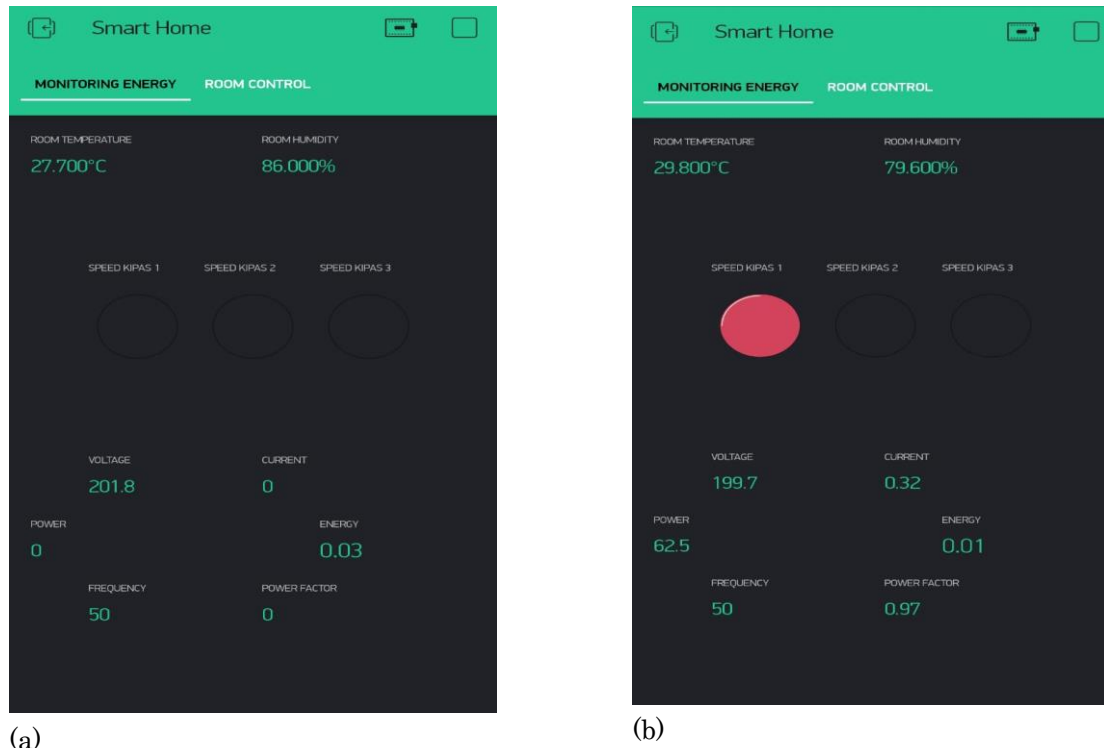 Smart Home
MONITORING ENERGY ROOM CONTROL
ROOM TEMPERATURE ROOM HUMIDITY
27.700°C 86.000%
SPEED KIPAS 1 SPEED KIPAS 2 SPEED KIPAS 3
VOLTAGE CURRENT
201.8 0
POWER ENERGY
0 0.03
FREQUENCY POWER FACTOR
50 0
(a)
Smart Home
MONITORING ENERGY ROOM CONTROL
ROOM TEMPERATURE ROOM HUMIDITY
29.800°C 79.600%
SPEED KIPAS 1 SPEED KIPAS 2 SPEED KIPAS 3
VOLTAGE CURRENT
199.7 0.32
POWER ENERGY
62.5 0.01
FREQUENCY POWER FACTOR
50 0.97
(b)